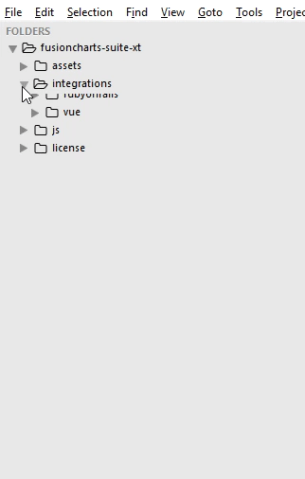 File Edit Selection Find View Goto Tools Projec
FOLDERS
fusioncharts-suite-xt
assets
integrations
rubyonrails
vue
js
license